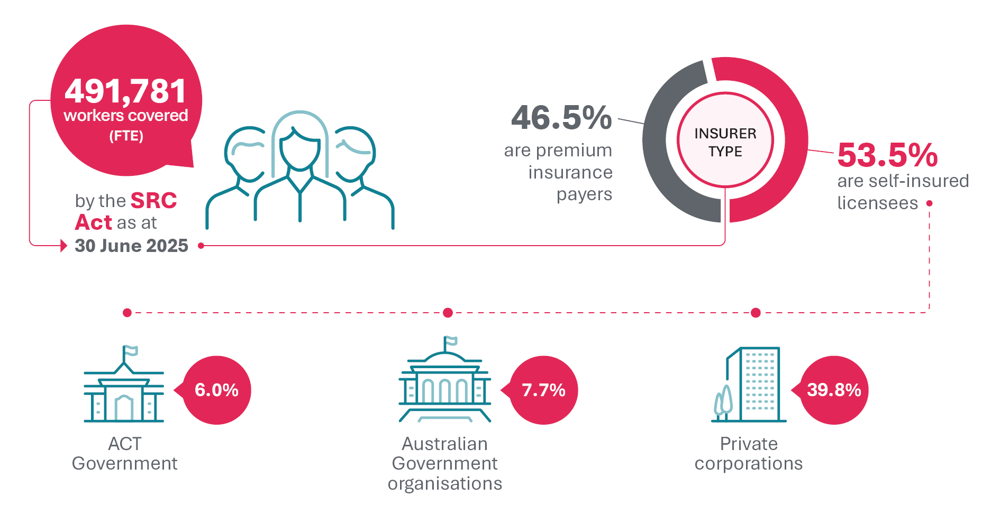 491,781
workers covered
(FTE)
by the SRC
Act as at
30 June 2025
46.5%
are premium
insurance
payers
INSURER
TYPE
53.5%
are self-insured
licensees
6.0%
ACT
Government
7.7%
Australian
Government
organisations
39.8%
Private
corporations